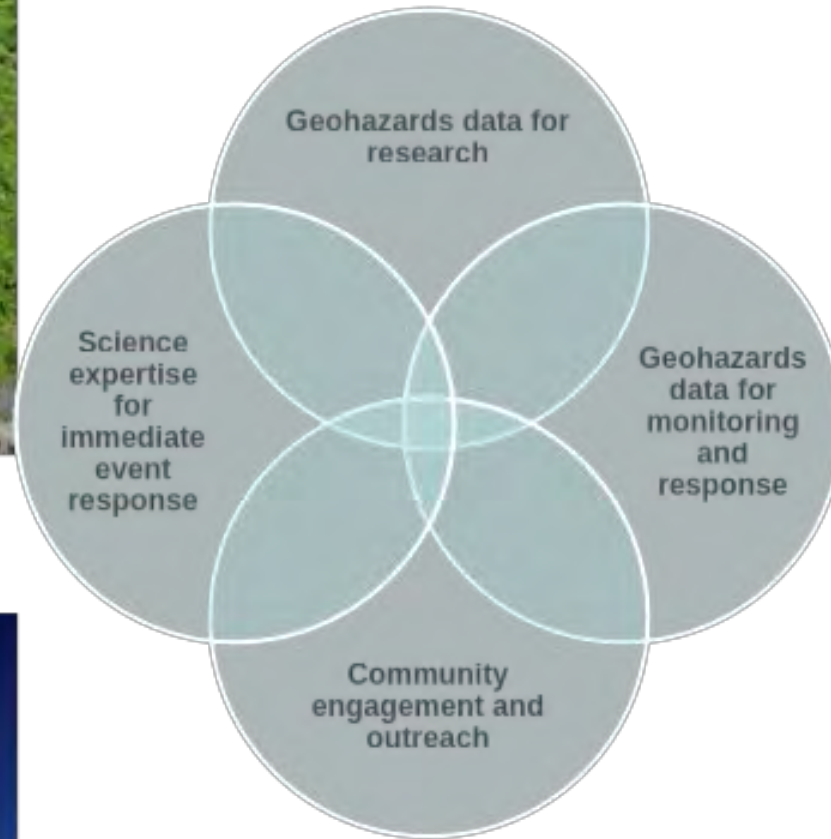 Geohazards data for
research
Science
expertise
for
immediate
event
response
Geohazards
data for
monitoring
and
response
Community
engagement and
outreach